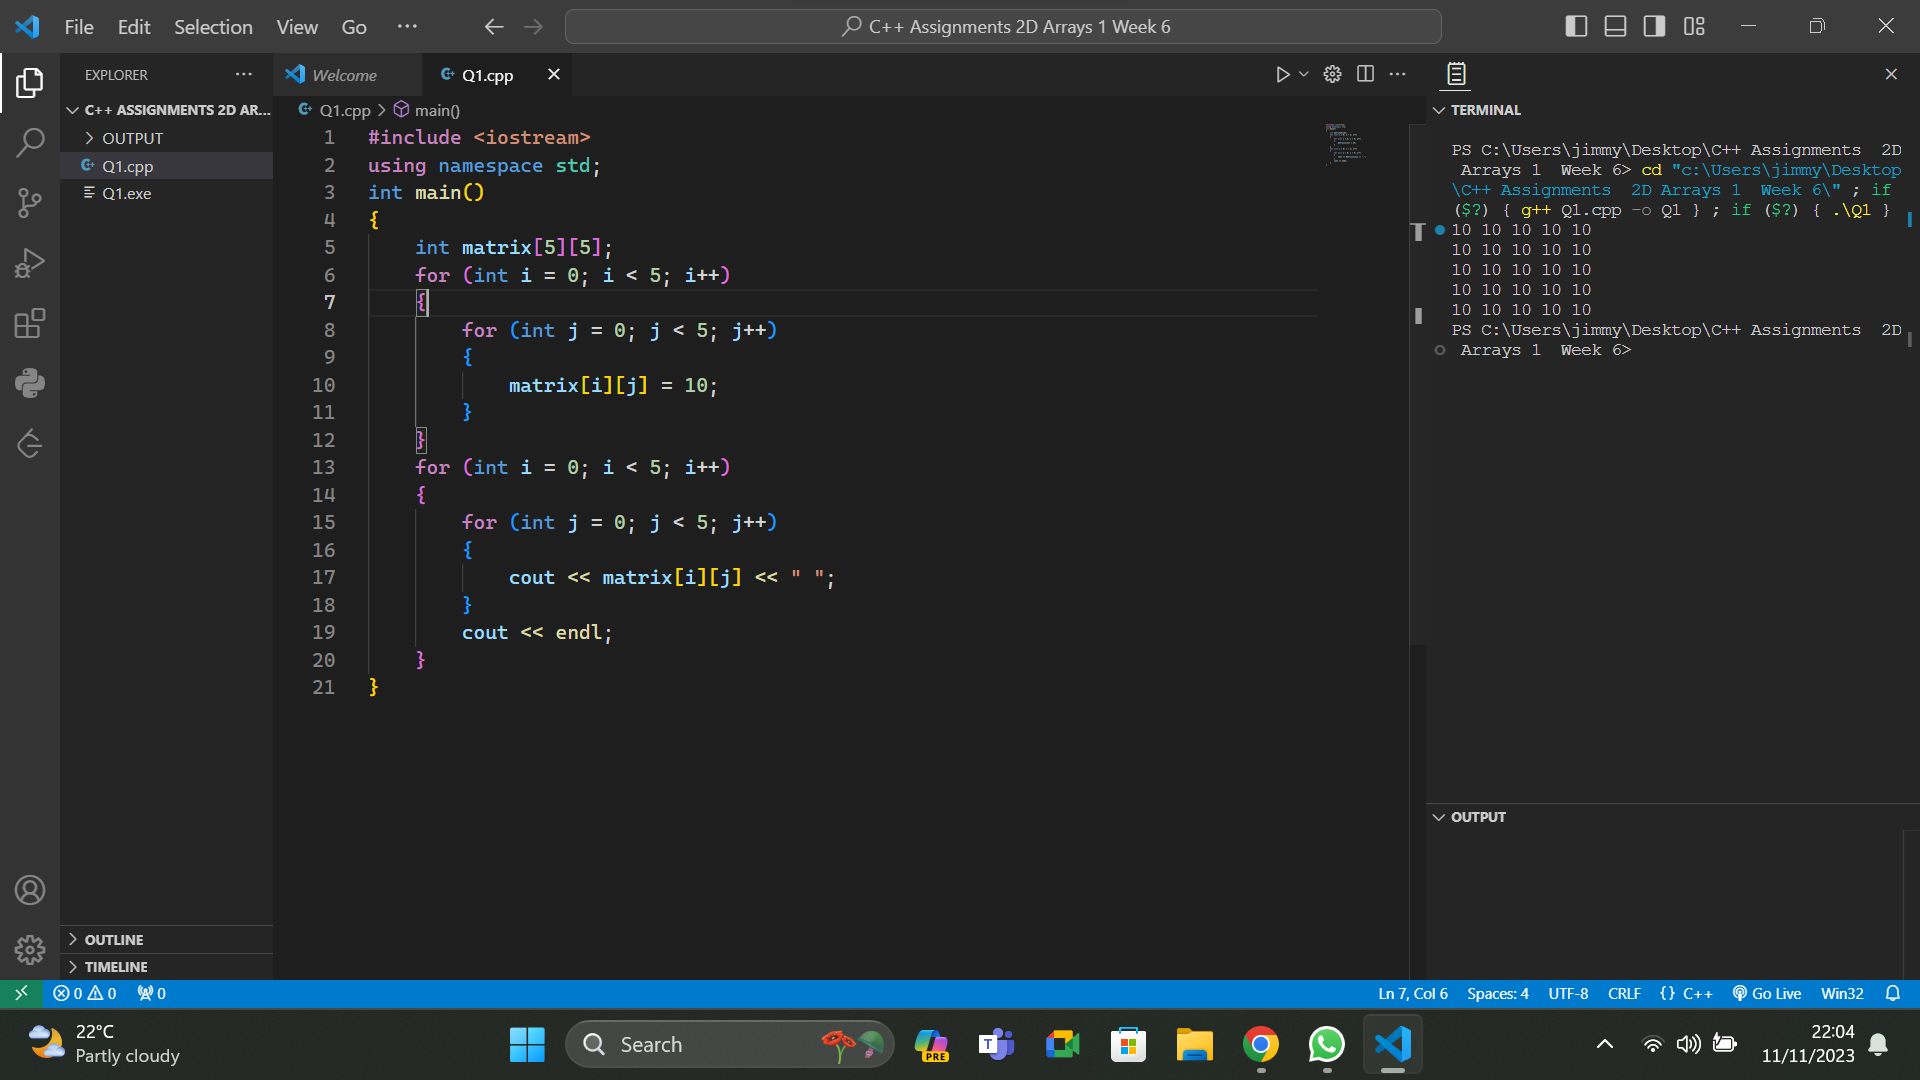 File Edit Selection View Go ···
C++ Assignments 2D Arrays 1 Week 6
EXPLORER
C++ ASSIGNMENTS 2D AR...
OUTPUT
Q1.cpp
Q1.exe
OUTLINE
TIMELINE
Welcome
Q1.cpp
Q1.cpp > main()
1 #include <iostream>
2 using namespace std;
3 int main()
4 {
5     int matrix[5][5];
6     for (int i = 0; i < 5; i++)
7     {
8         for (int j = 0; j < 5; j++)
9         {
10             matrix[i][j] = 10;
11         }
12     }
13     for (int i = 0; i < 5; i++)
14     {
15         for (int j = 0; j < 5; j++)
16         {
17             cout << matrix[i][j] << " ";
18         }
19         cout << endl;
20     }
21 }
TERMINAL
PS C:\Users\jimmy\Desktop\C++ Assignments  2D
Arrays 1  Week 6> cd "c:\Users\jimmy\Desktop
\C++ Assignments  2D Arrays 1  Week 6\" ; if
($?) { g++ Q1.cpp -o Q1 } ; if ($?) { .\Q1 }
10 10 10 10 10
10 10 10 10 10
10 10 10 10 10
10 10 10 10 10
10 10 10 10 10
PS C:\Users\jimmy\Desktop\C++ Assignments  2D
Arrays 1  Week 6>
OUTPUT
0 0 0
Ln 7, Col 6 Spaces: 4 UTF-8 CRLF {} C++ Go Live Win32
22°C
Partly cloudy
Search
PRE
T
22:04
11/11/2023